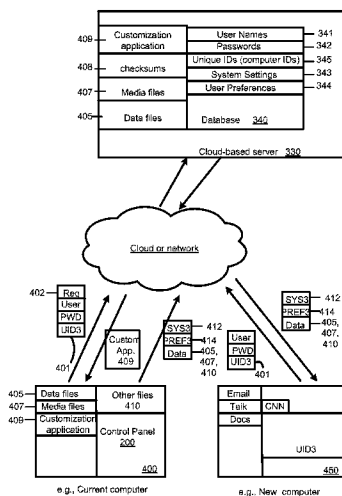 409
Customization
application
User Names
341
Passwords
342
408
checksums
Unique IDs (computer IDs)
345
System Settings
343
407
Media files
User Preferences
344
405
Data files
Database 340
Cloud-based server 330
Cloud or network
402
Req
User
PWD
UID3
401
Custom
App.
409
SYS3
412
PREF3
414
Data
405,
407,
410
User
PWD
UID3
401
SYS3
412
PREF3
414
Data
405,
407,
410
405
Data files
Other files
410
407
Media files
409
Customization
application
Control Panel
200
400
Email
Talk
CNN
Docs
UID3
450
e.g., Current computer
e.g., New computer